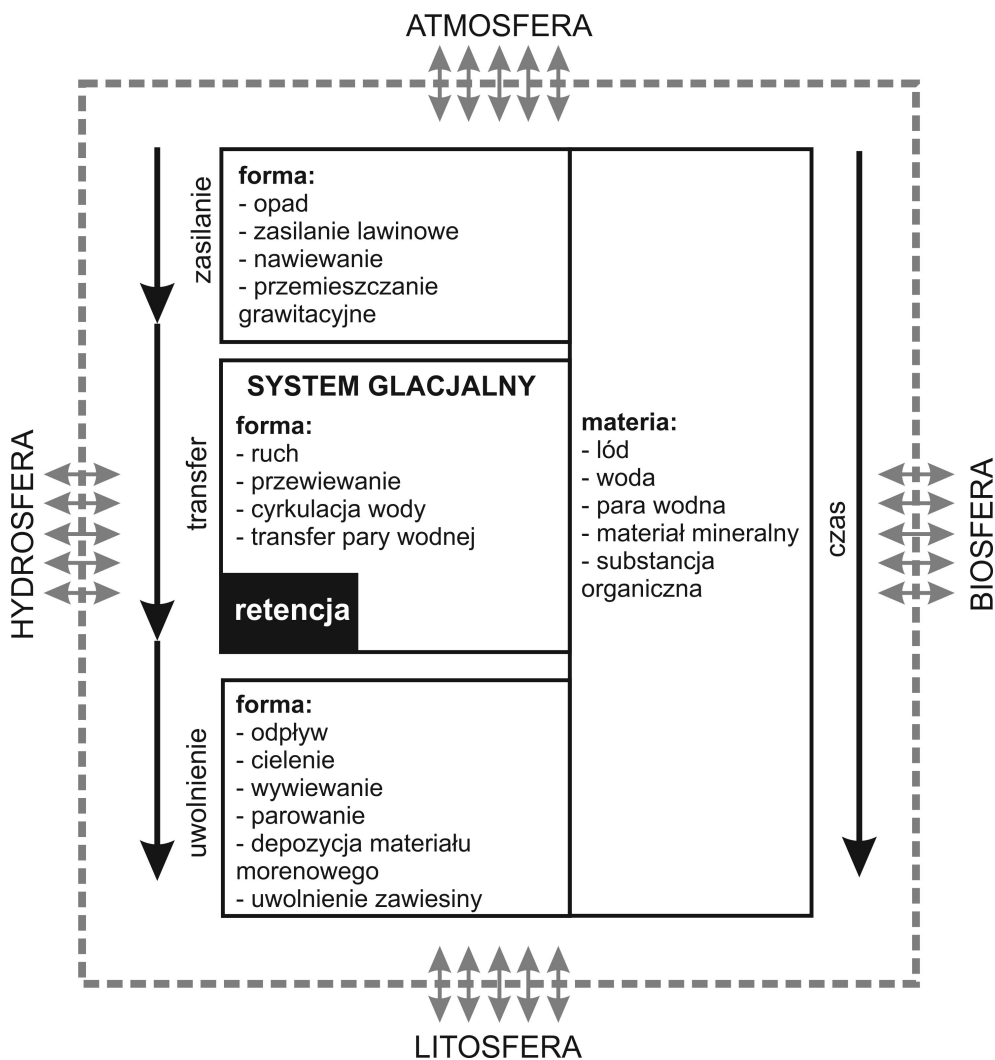 ATMOSFERA
zasilanie
forma:
- opad
- zasilanie lawinowe
- nawiewanie
- przemieszczanie
grawitacyjne
HYDROSFERA
transfer
SYSTEM GLACJALNY
forma:
- ruch
- przewiewanie
- cyrkulacja wody
- transfer pary wodnej
retencja
materia:
- lód
- woda
- para wodna
- materiał mineralny
- substancja
organiczna
czas
BIOSFERA
uwolnienie
forma:
- odpływ
- cielenie
- wywiewanie
- parowanie
- depozycja materiału
morenowego
- uwolnienie zawiesiny
LITOSFERA